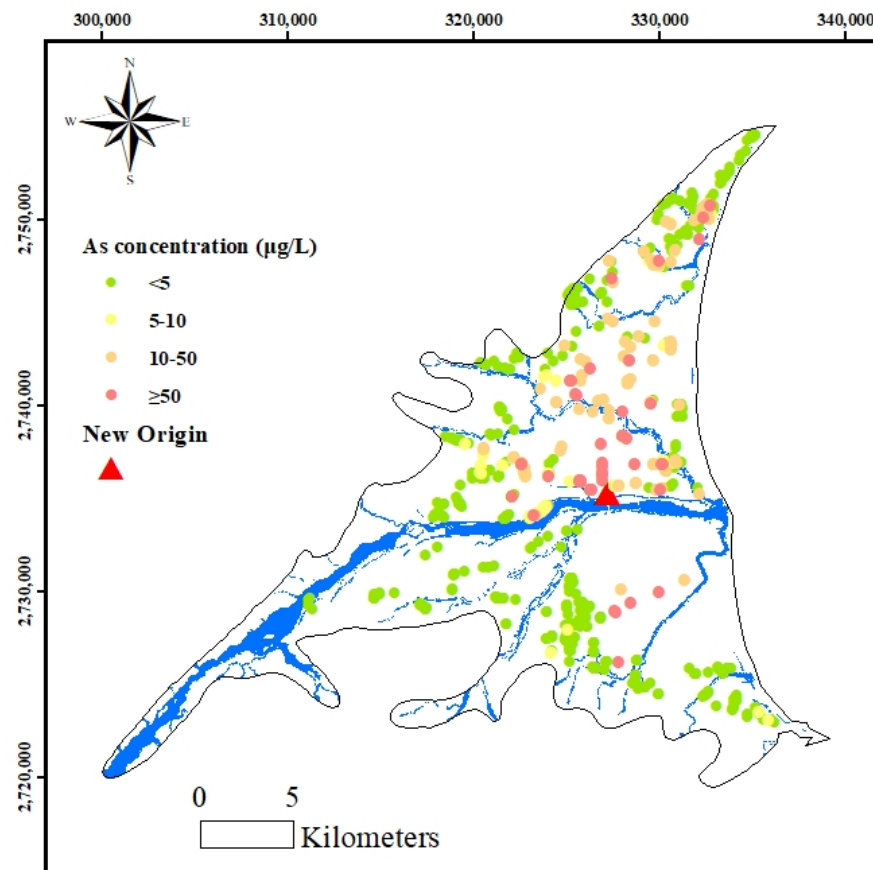 300,000 310,000 320,000 330,000 340,000
N
W E
S
2,750,000
As concentration (µg/L)
<5
5-10
10-50
≥50
New Origin
2,740,000
2,730,000
2,720,000
0 5
Kilometers